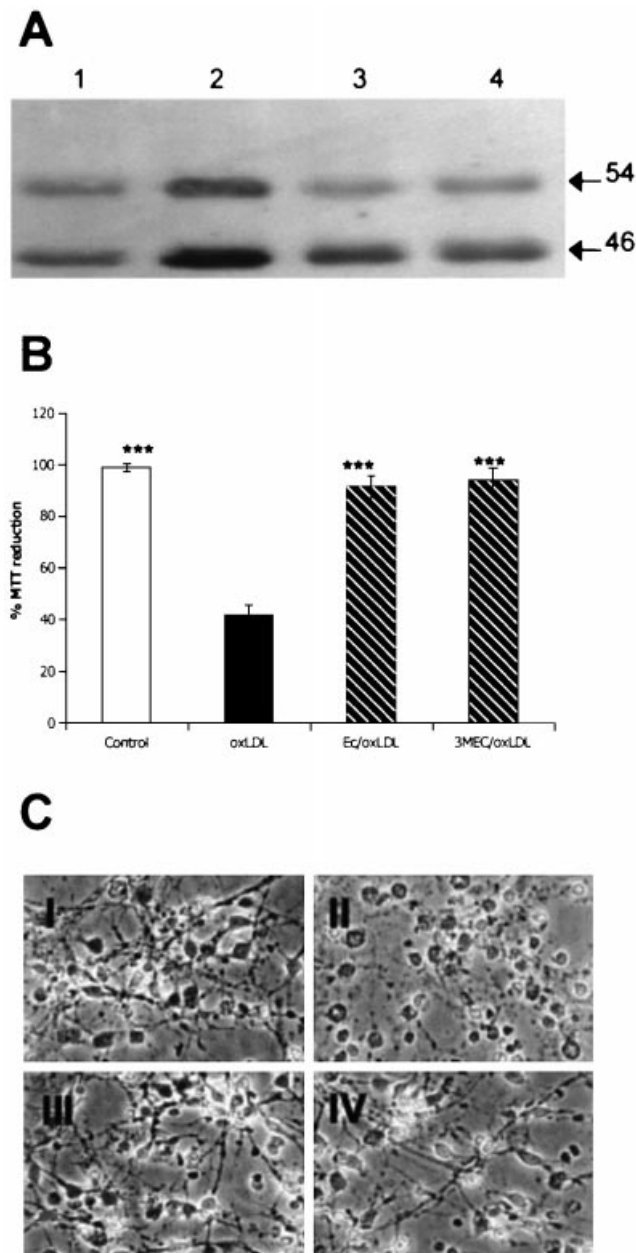 A
1 2 3 4
54
46
B
120
100
80
60
40
20
0
% MTT reduction
***
***
***
Control oxLDL Ec/oxLDL 3MEC/oxLDL
C
I II
III IV